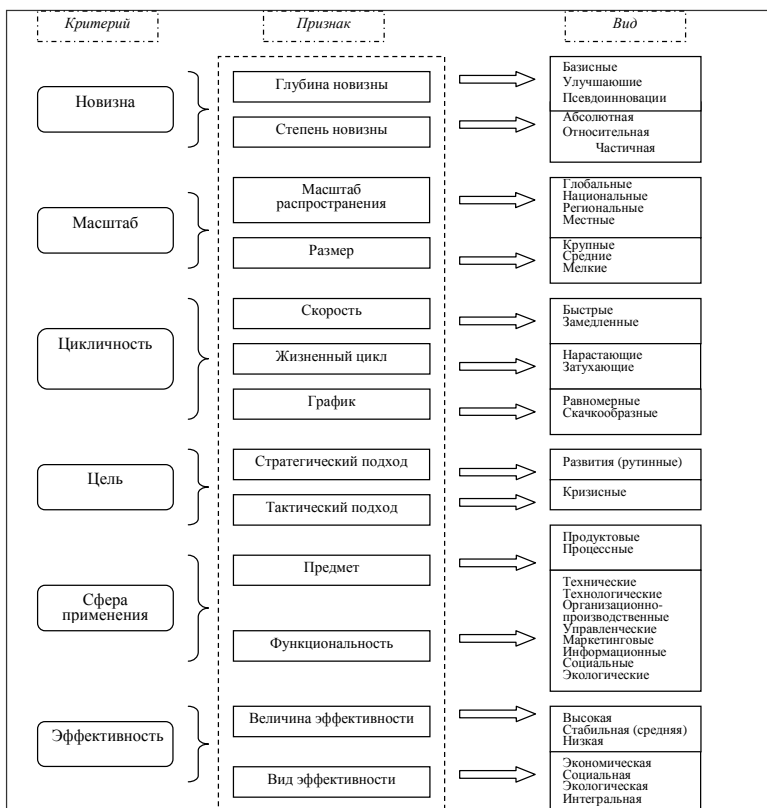 Критерий
Признак
Вид
Новизна
Глубина новизны
Базисные
Улучшаюшие
Псевдоинновации
Степень новизны
Абсолютная
Относительная
Частичная
Масштаб
Масштаб
распространения
Глобальные
Национальные
Региональные
Местные
Размер
Крупные
Средние
Мелкие
Цикличность
Скорость
Быстрые
Замедленные
Жизненный цикл
Нарастающие
Затухающие
График
Равномерные
Скачкообразные
Цель
Стратегический подход
Развития (рутинные)
Тактический подход
Кризисные
Сфера
применения
Предмет
Продуктовые
Процессные
Функциональность
Технические
Технологические
Организационно-
производственные
Управленческие
Маркетинговые
Информационные
Социальные
Экологические
Эффективность
Величина эффективности
Высокая
Стабильная (средняя)
Низкая
Вид эффективности
Экономическая
Социальная
Экологическая
Интегральная